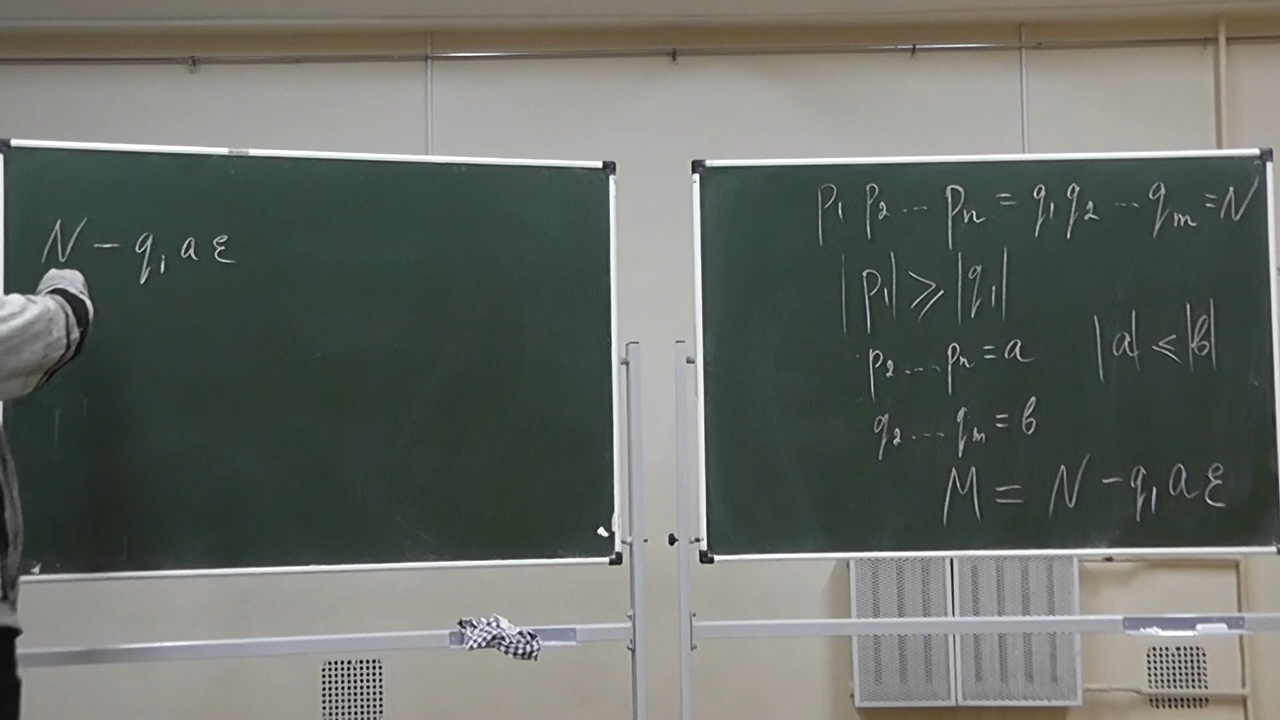 N - q₁ a ε
p₁ p₂ ... pₙ = q₁ q₂ ... qₘ = N
|p₁| ⩾ |q₁|
p₂ ... pₙ = a |a| ⩽ |b|
q₂ ... qₘ = b
M = N - q₁ a ε